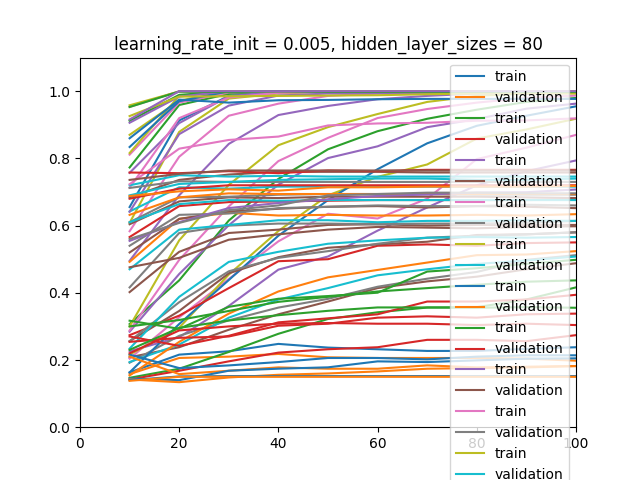 learning_rate_init = 0.005, hidden_layer_sizes = 80
1.0
0.8
0.6
0.4
0.2
0.0
0
20
40
60
80
100
train
validation
train
validation
train
validation
train
validation
train
validation
train
validation
train
validation
train
validation
train
validation
train
validation